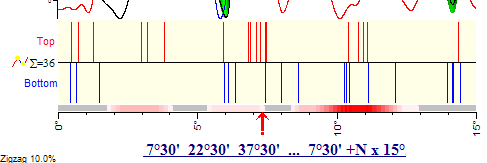 Top
Σ=36
Bottom
0° 5° 10° 15°
7°30' 22°30' 37°30' ... 7°30' +N x 15°
Zigzag 10.0%